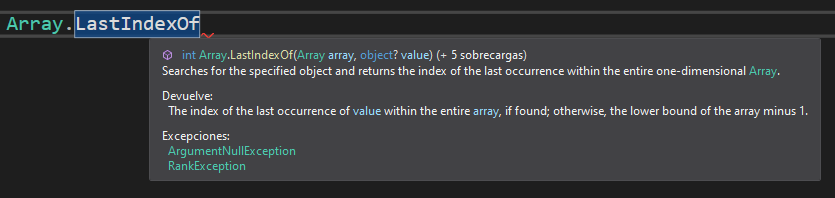 Array.LastIndexOf
int Array.LastIndexOf(Array array, object? value) (+ 5 sobrecargas)
Searches for the specified object and returns the index of the last occurrence within the entire one-dimensional Array.
Devuelve:
The index of the last occurrence of value within the entire array, if found; otherwise, the lower bound of the array minus 1.
Excepciones:
ArgumentNullException
RankException